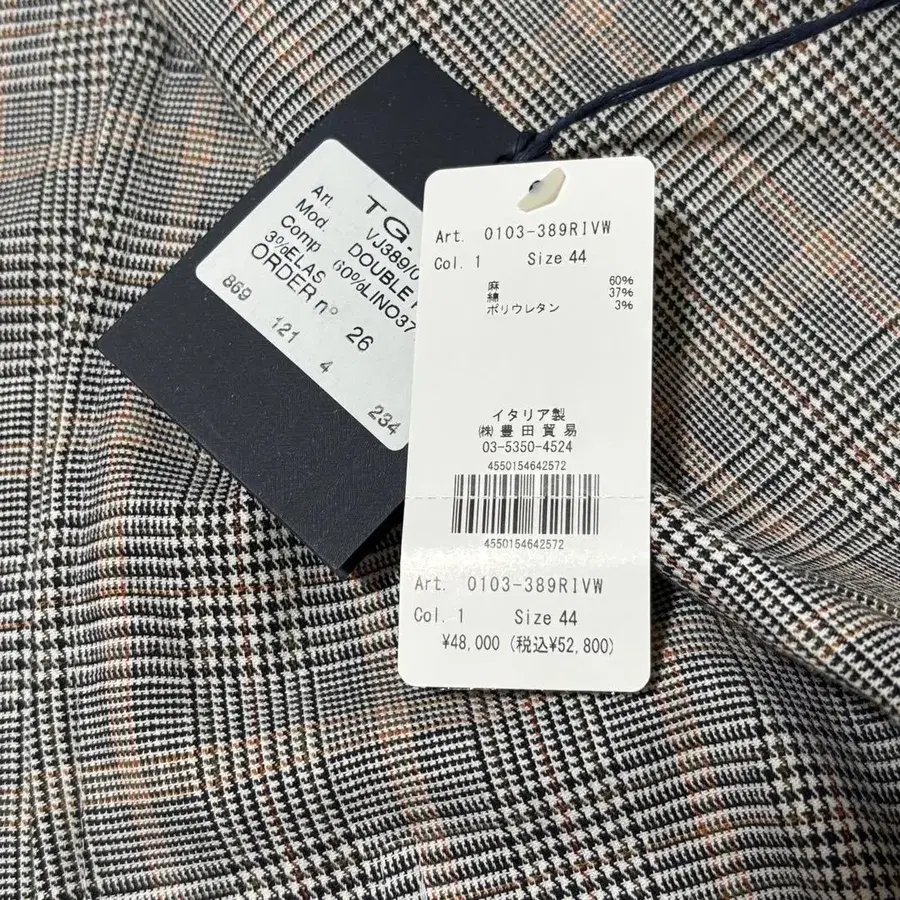 TG.
Art. VJ389/0
Mod. DOUBLE
Comp 60%LINO37
3%ELAS
ORDER n° 26
869 121 4 234
Art. 0103-389RIVW
Col. 1 Size 44
麻 60%
綿 37%
ポリウレタン 3%
イタリア製
㈱ 豊田貿易
03-5350-4524
4550154642572
4550154642572
Art. 0103-389RIVW
Col. 1 Size 44
¥48,000 (税込¥52,800)